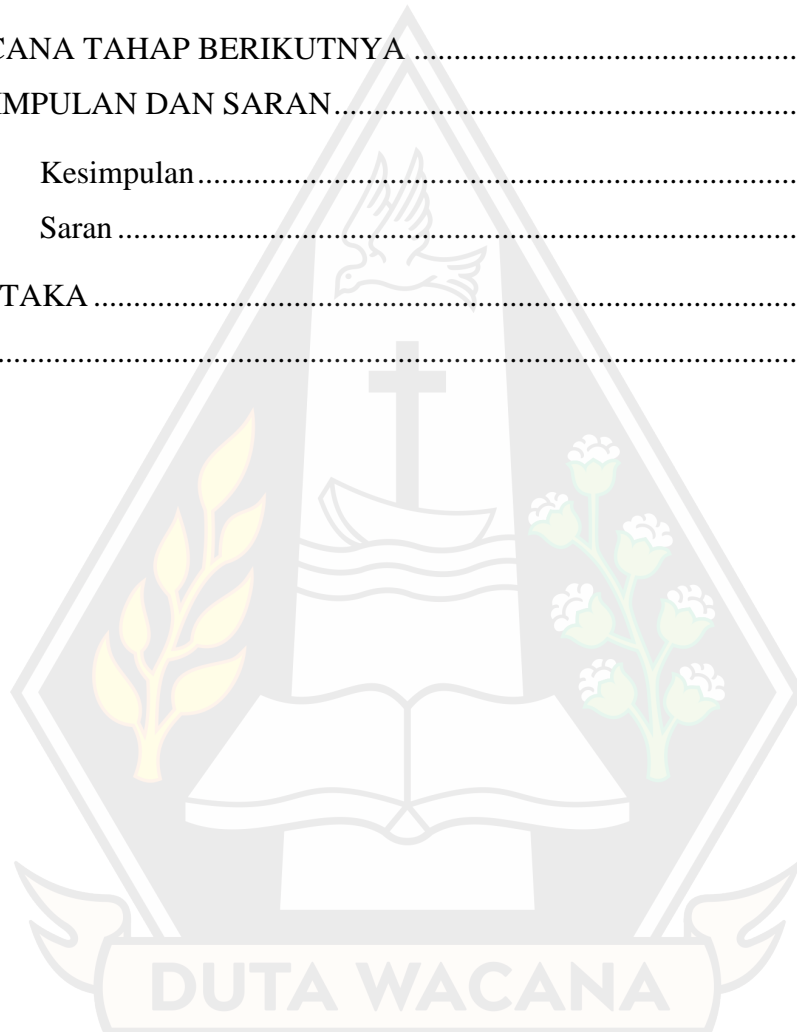 CANA TAHAP BERIKUTNYA ................................................
IMPULAN DAN SARAN..........................................................
Kesimpulan...........................................................................
Saran .....................................................................................
TAKA ........................................................................................
....................................................................................................
DUTA WACANA